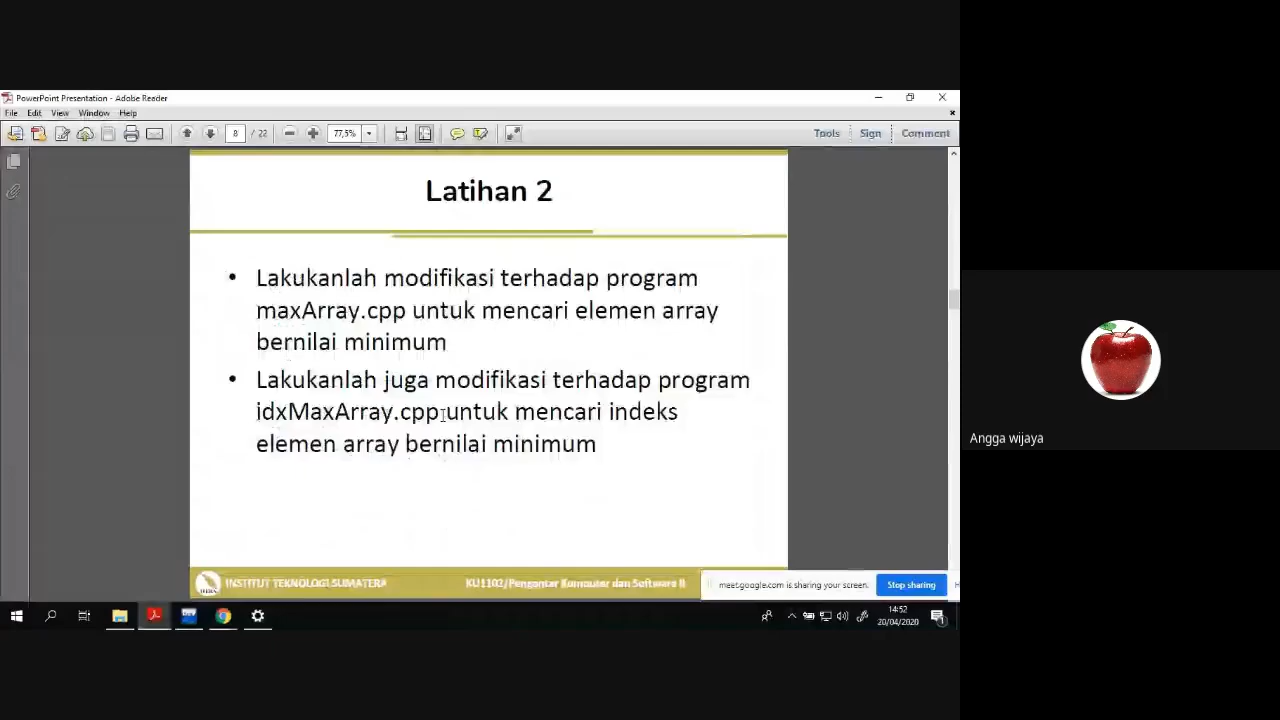 PowerPoint Presentation - Adobe Reader
File Edit View Window Help
8 / 22 77,5% Tools Sign Comment
Latihan 2
• Lakukanlah modifikasi terhadap program
maxArray.cpp untuk mencari elemen array
bernilai minimum
• Lakukanlah juga modifikasi terhadap program
idxMaxArray.cpp untuk mencari indeks
elemen array bernilai minimum
INSTITUT TEKNOLOGI SUMATERA KU1102/Pengantar Komputer dan Software II
meet.google.com is sharing your screen. Stop sharing H
14:52
20/04/2020
Angga wijaya